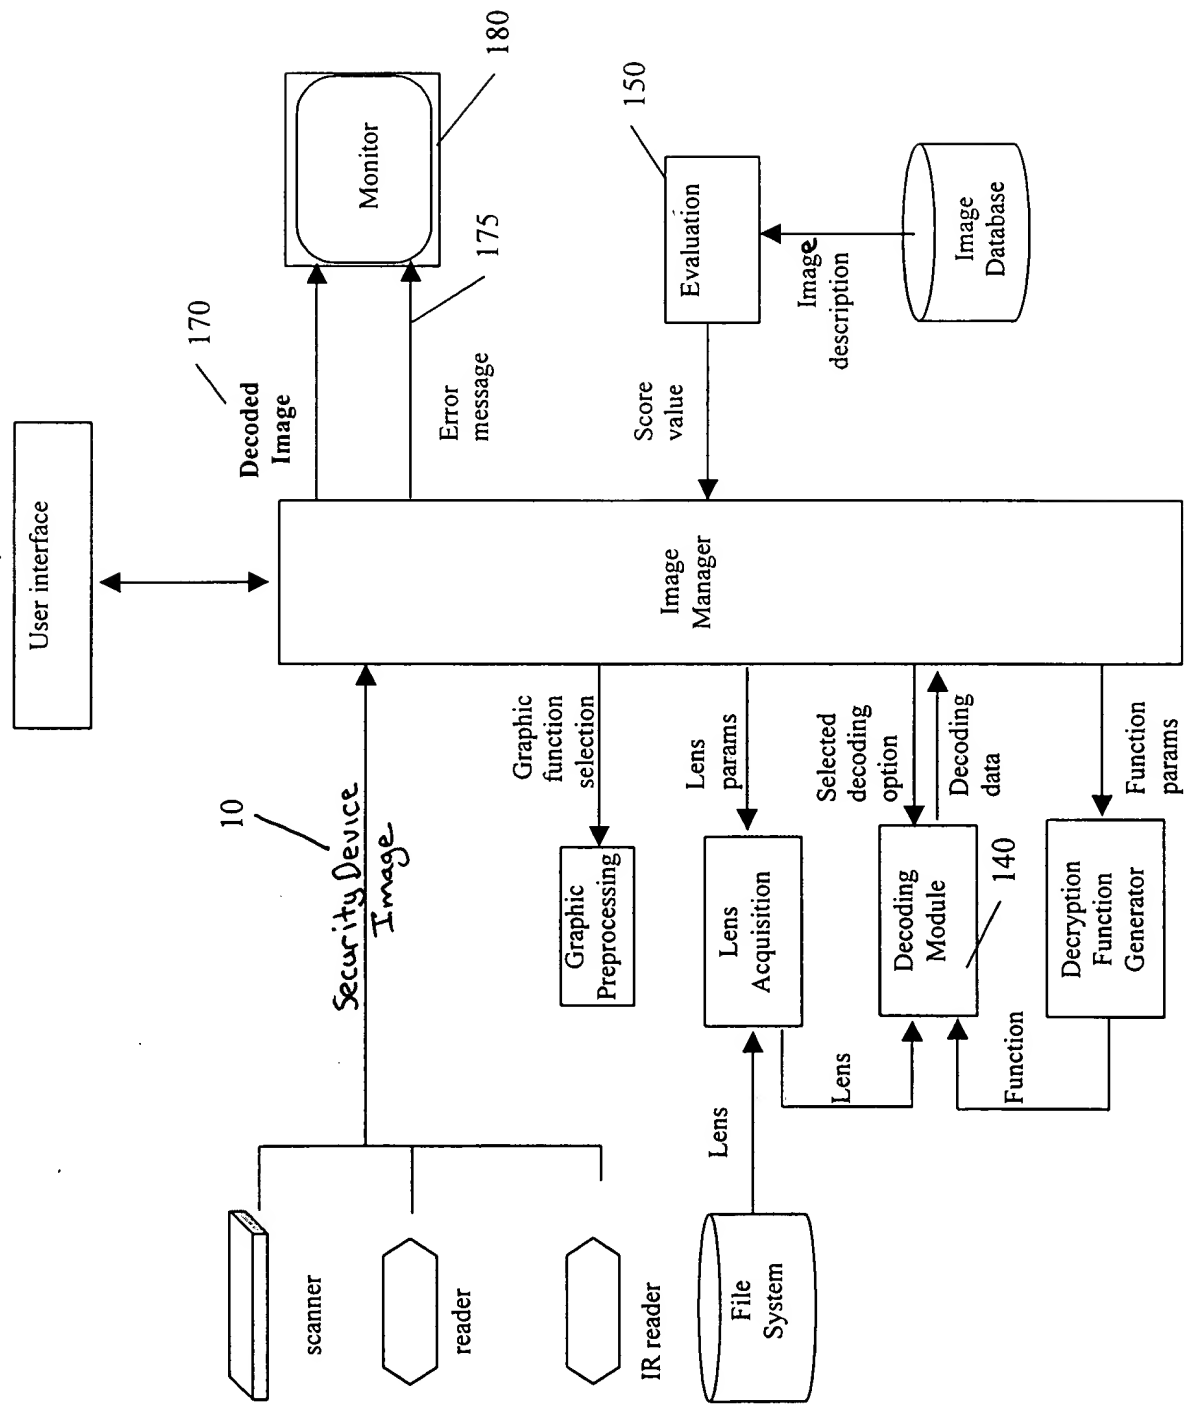 User interface
170
Decoded
Image
Monitor
180
175
Error
message
10
Security Device
Image
scanner
reader
IR reader
Graphic
function
selection
Graphic
Preprocessing
Image
Manager
Score
value
150
Evaluation
Image
description
Image
Database
Lens
params
Lens
Acquisition
Lens
File
System
Lens
Selected
decoding
option
Decoding
data
Decoding
Module
140
Function
params
Decryption
Function
Generator
Function